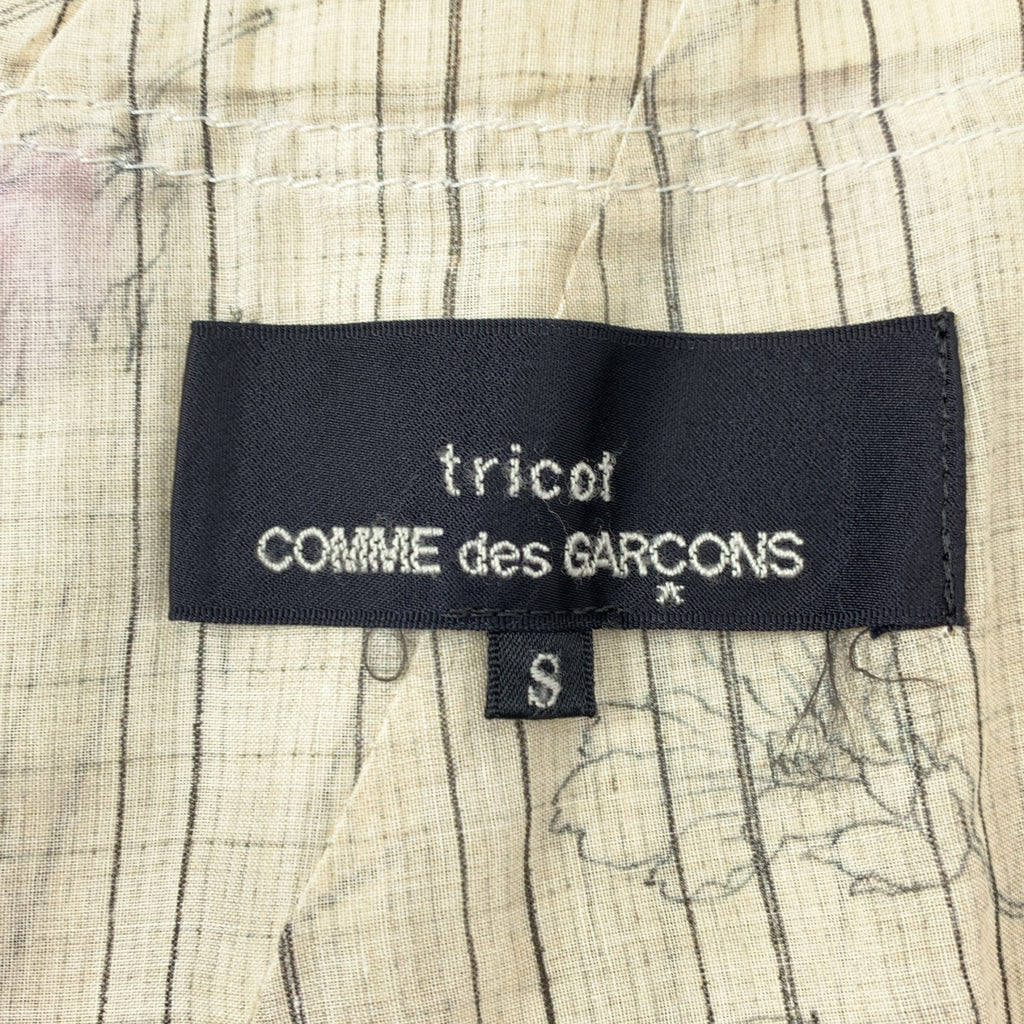 tricot
COMME des GARCONS
*
S